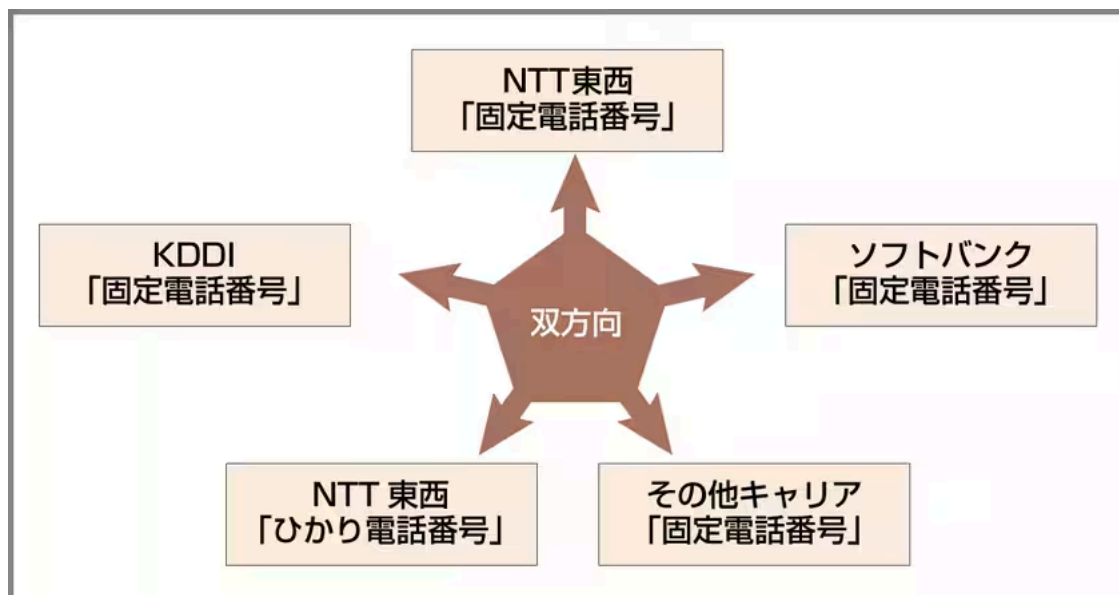 NTT東西
「固定電話番号」
KDDI
「固定電話番号」
ソフトバンク
「固定電話番号」
双方向
NTT 東西
「ひかり電話番号」
その他キャリア
「固定電話番号」